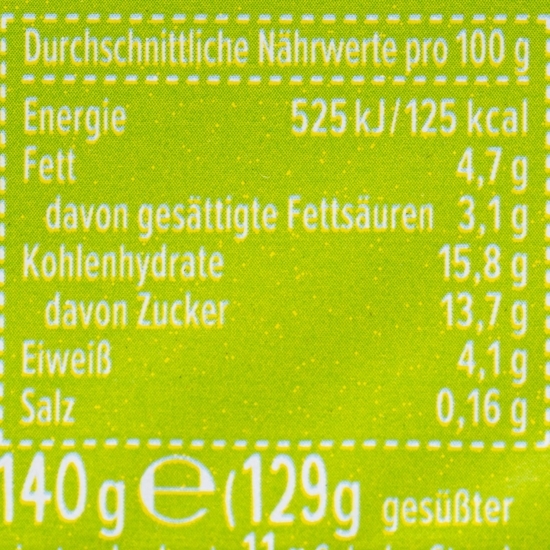 Durchschnittliche Nährwerte pro 100 g
Energie 525 kJ/125 kcal
Fett 4,7 g
davon gesättigte Fettsäuren 3,1 g
Kohlenhydrate 15,8 g
davon Zucker 13,7 g
Eiweiß 4,1 g
Salz 0,16 g
140 g ℮ (129g gesüßter
11 g